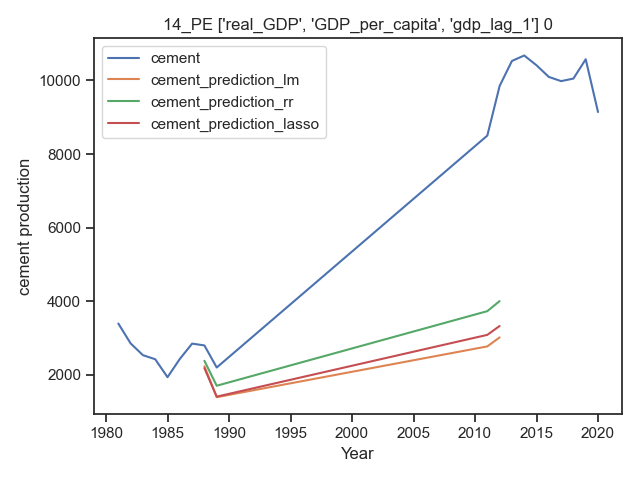 14_PE ['real_GDP', 'GDP_per_capita', 'gdp_lag_1'] 0
cement
cement_prediction_lm
cement_prediction_rr
cement_prediction_lasso
cement production
10000
8000
6000
4000
2000
1980 1985 1990 1995 2000 2005 2010 2015 2020
Year